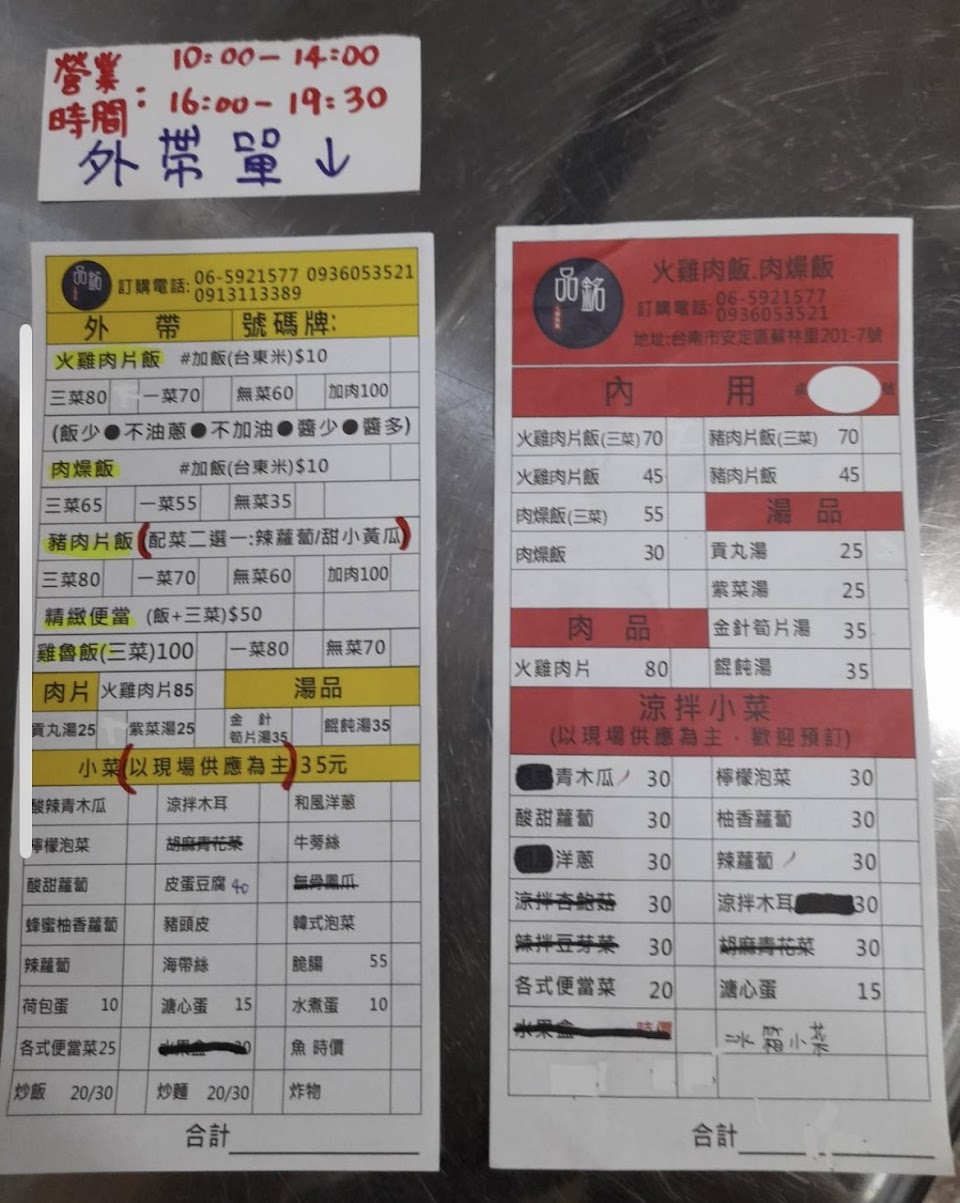 營業時間： 10:00－14:00
16:00－19:30
外帶單↓
品銘
訂購電話: 06-5921577 0936053521
0913113389
外帶 號碼牌:
火雞肉片飯 #加飯(台東米)$10
三菜80 一菜70 無菜60 加肉100
(飯少●不油蔥●不加油●醬少●醬多)
肉燥飯 #加飯(台東米)$10
三菜65 一菜55 無菜35
豬肉片飯(配菜二選一:辣蘿蔔/甜小黃瓜)
三菜80 一菜70 無菜60 加肉100
精緻便當 (飯+三菜)$50
雞魯飯(三菜)100 一菜80 無菜70
肉片 火雞肉片85 湯品
貢丸湯25 紫菜湯25 金針筍片湯35 餛飩湯35
小菜(以現場供應為主)35元
酸辣青木瓜 涼拌木耳 和風洋蔥
檸檬泡菜 胡麻青花菜 牛蒡絲
酸甜蘿蔔 皮蛋豆腐 40 無骨鳳爪
蜂蜜柚香蘿蔔 豬頭皮 韓式泡菜
辣蘿蔔 海帶絲 脆腸 55
荷包蛋 10 溏心蛋 15 水煮蛋 10
各式便當菜25 水果盒 30 魚 時價
炒飯 20/30 炒麵 20/30 炸物
合計
品銘
火雞肉飯.肉燥飯
訂購電話:06-5921577
0936053521
地址:台南市安定區蘇林里201-7號
內用 桌 號
火雞肉片飯(三菜)70 豬肉片飯(三菜) 70
火雞肉片飯 45 豬肉片飯 45
肉燥飯(三菜) 55 湯品
肉燥飯 30 貢丸湯 25
紫菜湯 25
肉品 金針筍片湯 35
火雞肉片 80 餛飩湯 35
涼拌小菜
(以現場供應為主．歡迎預訂)
青木瓜 30 檸檬泡菜 30
酸甜蘿蔔 30 柚香蘿蔔 30
洋蔥 30 辣蘿蔔 30
涼拌杏鮑菇 30 涼拌木耳 30
辣拌豆芽菜 30 胡麻青花菜 30
各式便當菜 20 溏心蛋 15
水果盒 時價 冰箱小菜
合計